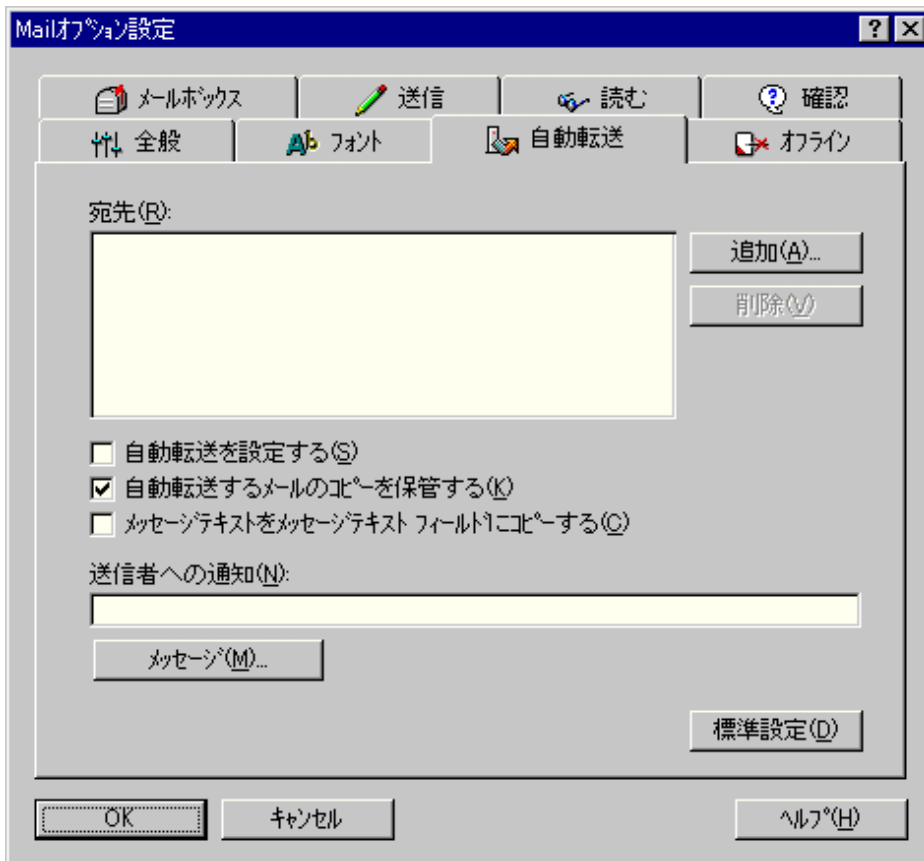 Mailｵﾌﾟｼｮﾝ設定
ﾒｰﾙﾎﾞｯｸｽ 送信 読む 確認
全般 ﾌｫﾝﾄ 自動転送 ｵﾌﾗｲﾝ
宛先(R):
追加(A)...
削除(V)
自動転送を設定する(S)
自動転送するﾒｰﾙのｺﾋﾟｰを保管する(K)
ﾒｯｾｰｼﾞﾃｷｽﾄをﾒｯｾｰｼﾞﾃｷｽﾄ ﾌｨｰﾙﾄﾞにｺﾋﾟｰする(C)
送信者への通知(N):
ﾒｯｾｰｼﾞ(M)...
標準設定(D)
OK ｷｬﾝｾﾙ ﾍﾙﾌﾟ(H)